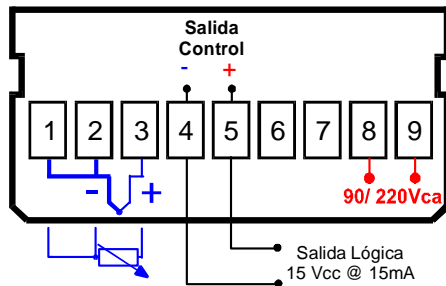 Salida
Control
- +
1 2 3 4 5 6 7 8 9
- +
90/ 220Vca
Salida Lógica
15 Vcc @ 15mA